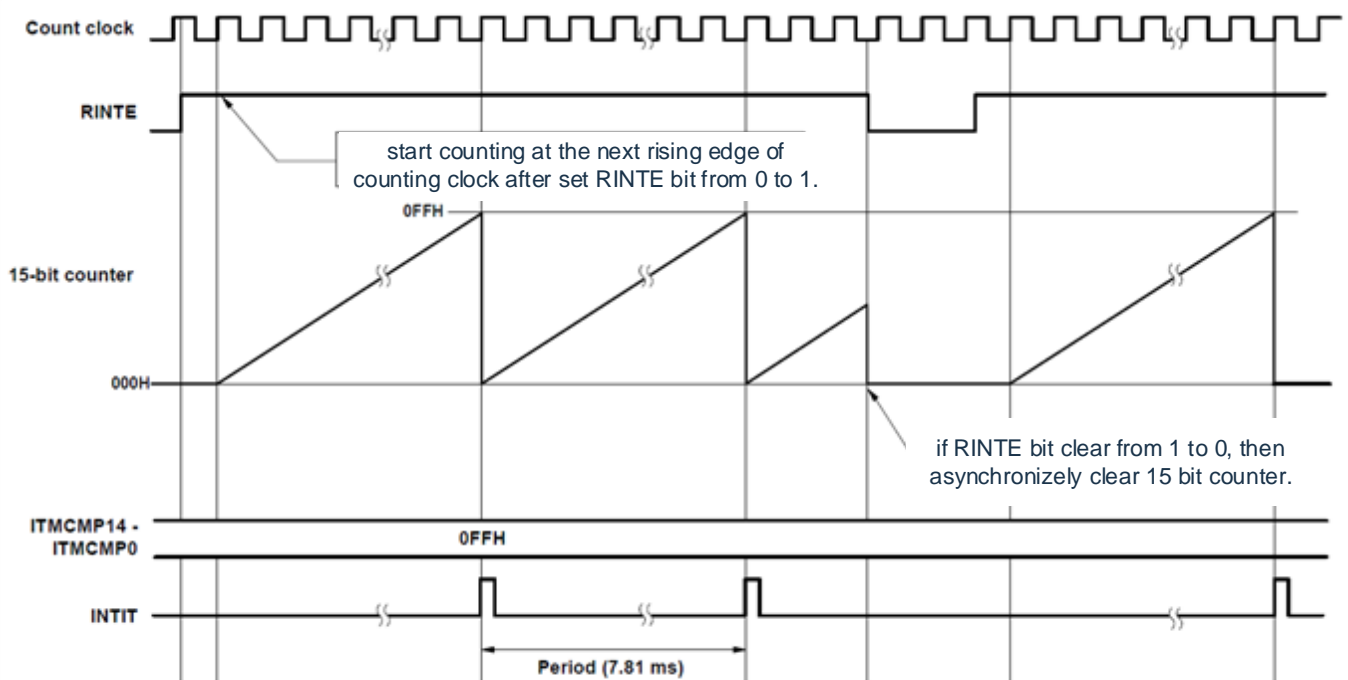 Count clock
RINTE
start counting at the next rising edge of
counting clock after set RINTE bit from 0 to 1.
0FFH
15-bit counter
000H
if RINTE bit clear from 1 to 0, then
asynchronizely clear 15 bit counter.
ITMCMP14 -
ITMCMP0
0FFH
INTIT
Period (7.81 ms)